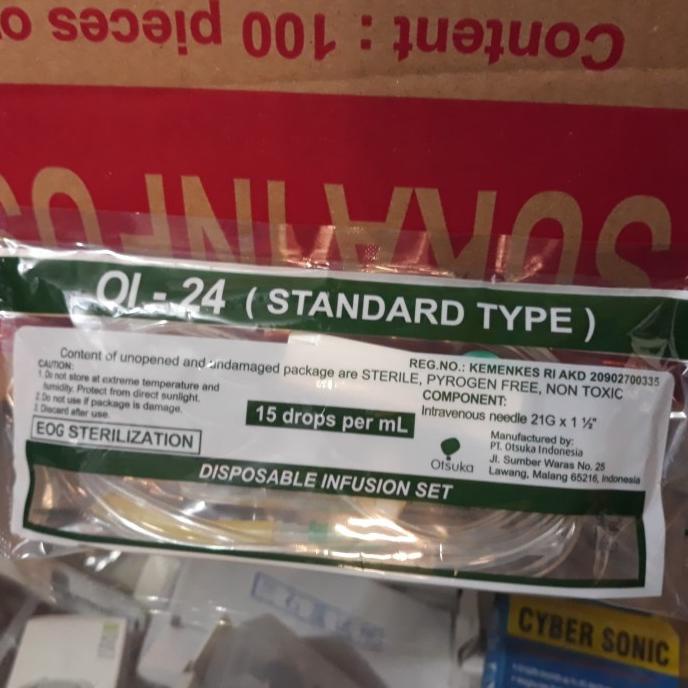 Content : 100 pieces o
SURAINFUS
OI - 24 ( STANDARD TYPE )
REG.NO.: KEMENKES RI AKD 20902700335
Content of unopened and undamaged package are STERILE, PYROGEN FREE, NON TOXIC
CAUTION:
1. Do not store at extreme temperature and
humidity. Protect from direct sunlight.
2. Do not use if package is damage.
3. Discard after use.
EOG STERILIZATION
15 drops per mL
COMPONENT:
Intravenous needle 21G x 1 ½"
Otsuka
Manufactured by:
PT. Otsuka Indonesia
Jl. Sumber Waras No. 25
Lawang, Malang 65216, Indonesia
DISPOSABLE INFUSION SET
CYBER SONIC